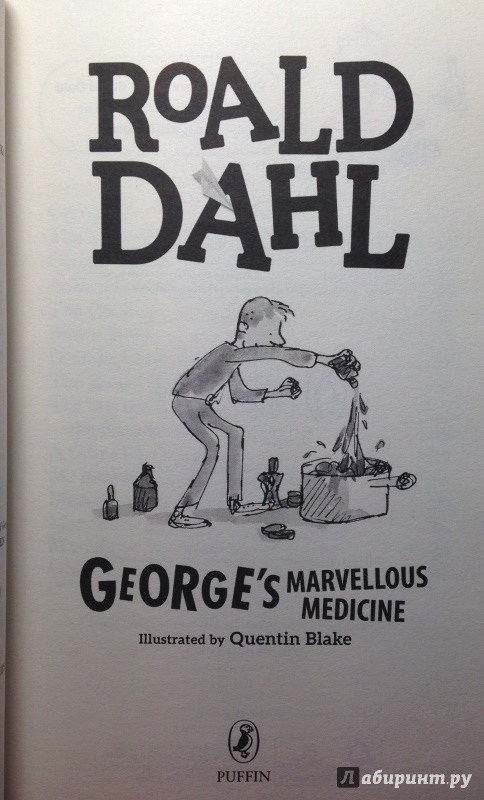 ROALD
DAHL
GEORGE'S MARVELLOUS
MEDICINE
Illustrated by Quentin Blake
PUFFIN
Лабиринт.ру